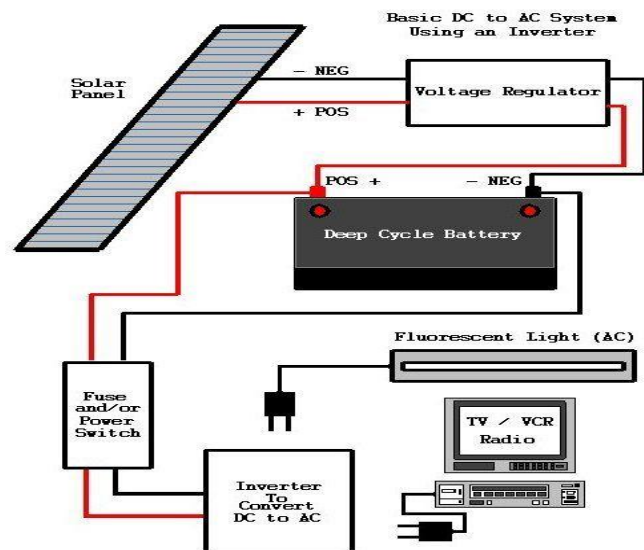 Basic DC to AC System
Using an Inverter
Solar
Panel
- NEG
+ POS
Voltage Regulator
POS +
- NEG
Deep Cycle Battery
Fluorescent Light (AC)
Fuse
and/or
Power
Switch
TV / VCR
Radio
Inverter
To
Convert
DC to AC